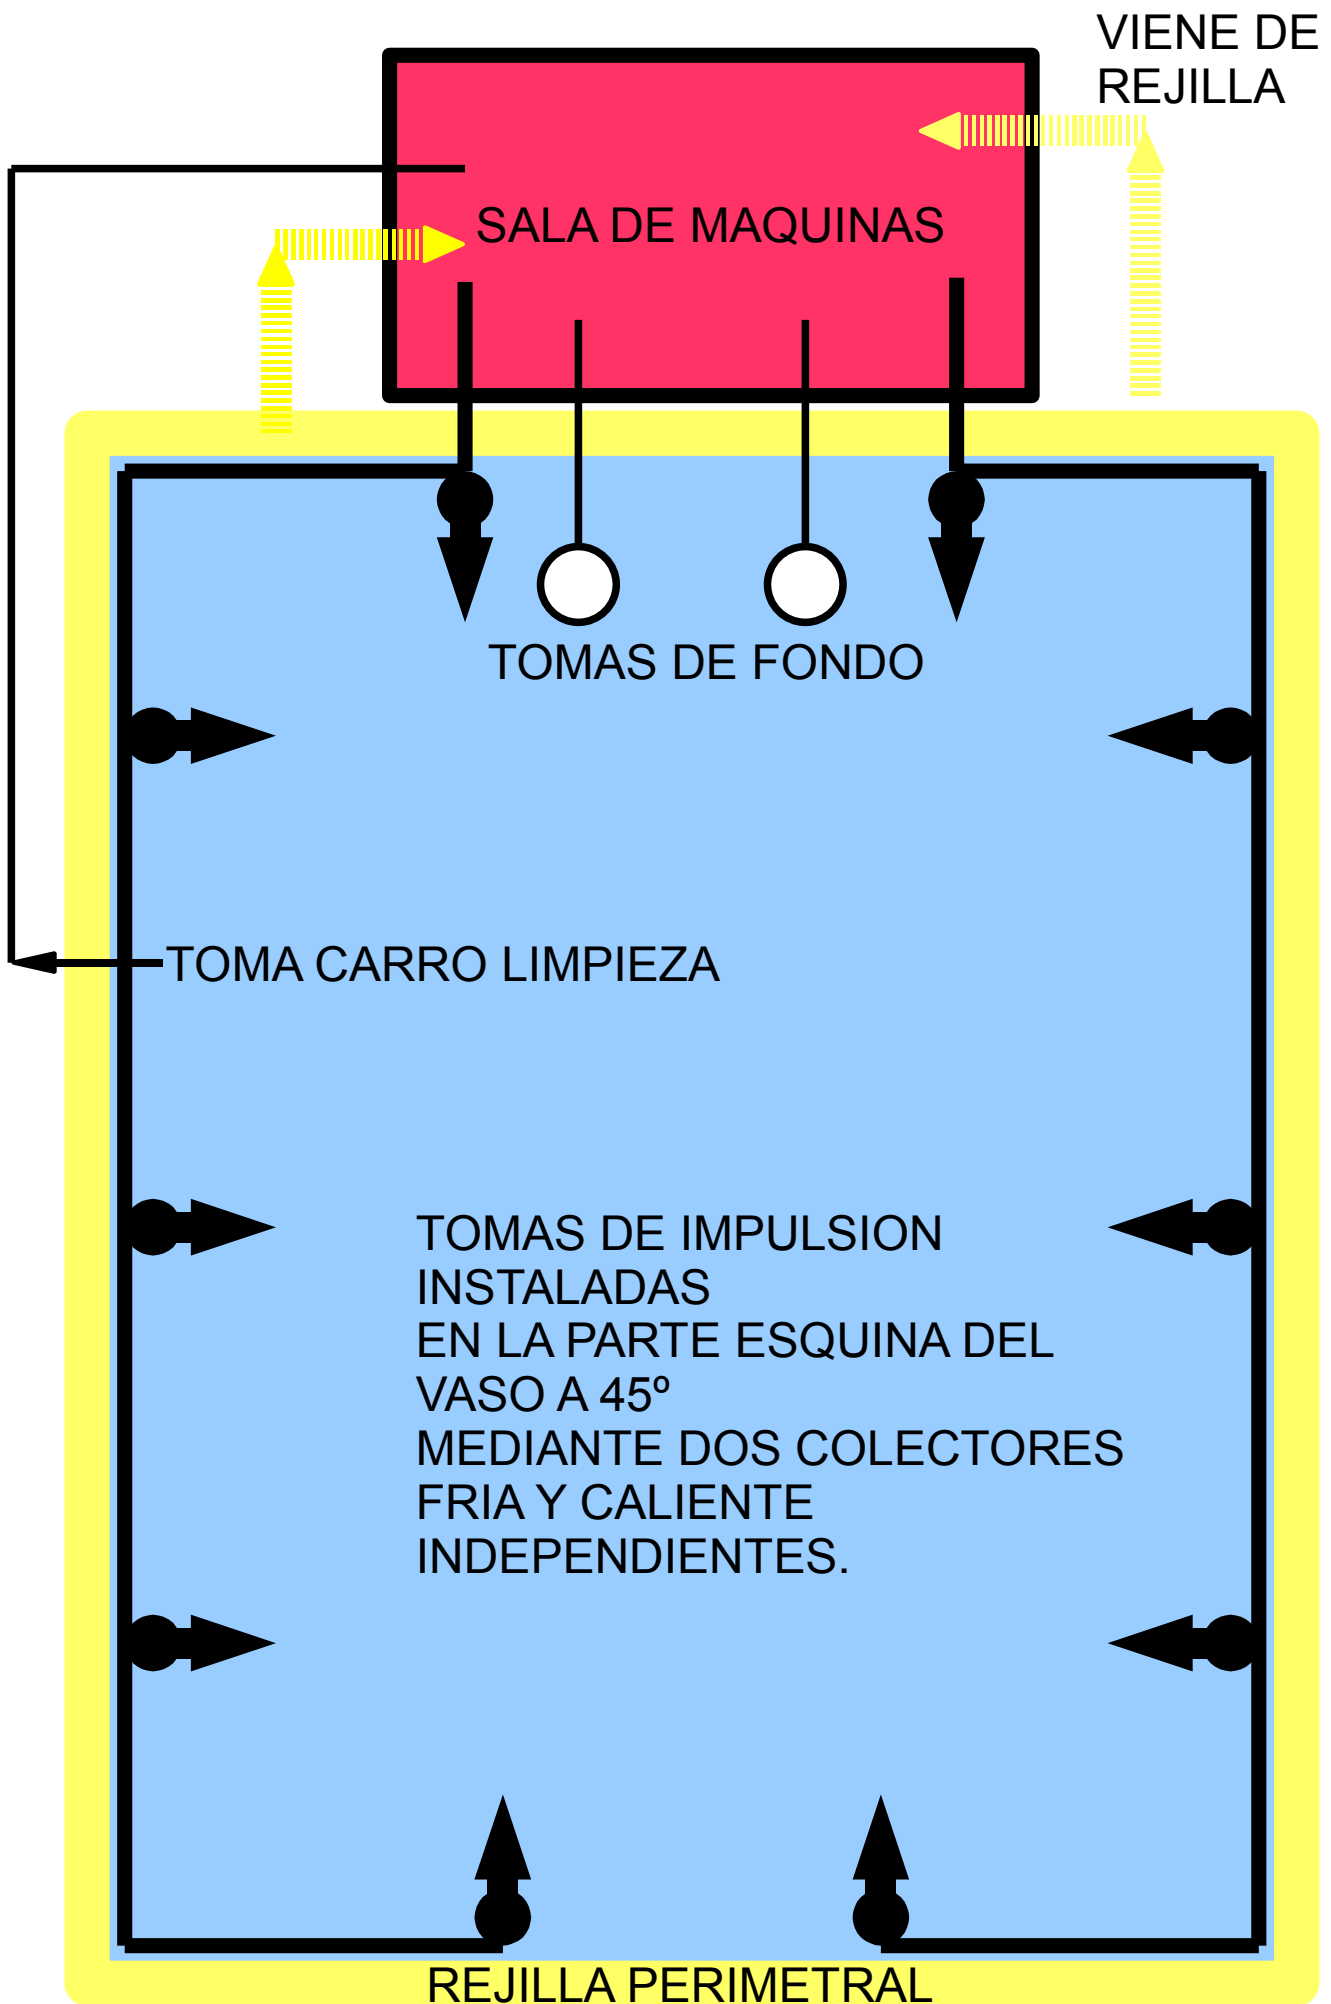 VIENE DE
REJILLA
SALA DE MAQUINAS
TOMAS DE FONDO
TOMA CARRO LIMPIEZA
TOMAS DE IMPULSION
INSTALADAS
EN LA PARTE ESQUINA DEL
VASO A 45º
MEDIANTE DOS COLECTORES
FRIA Y CALIENTE
INDEPENDIENTES.
REJILLA PERIMETRAL